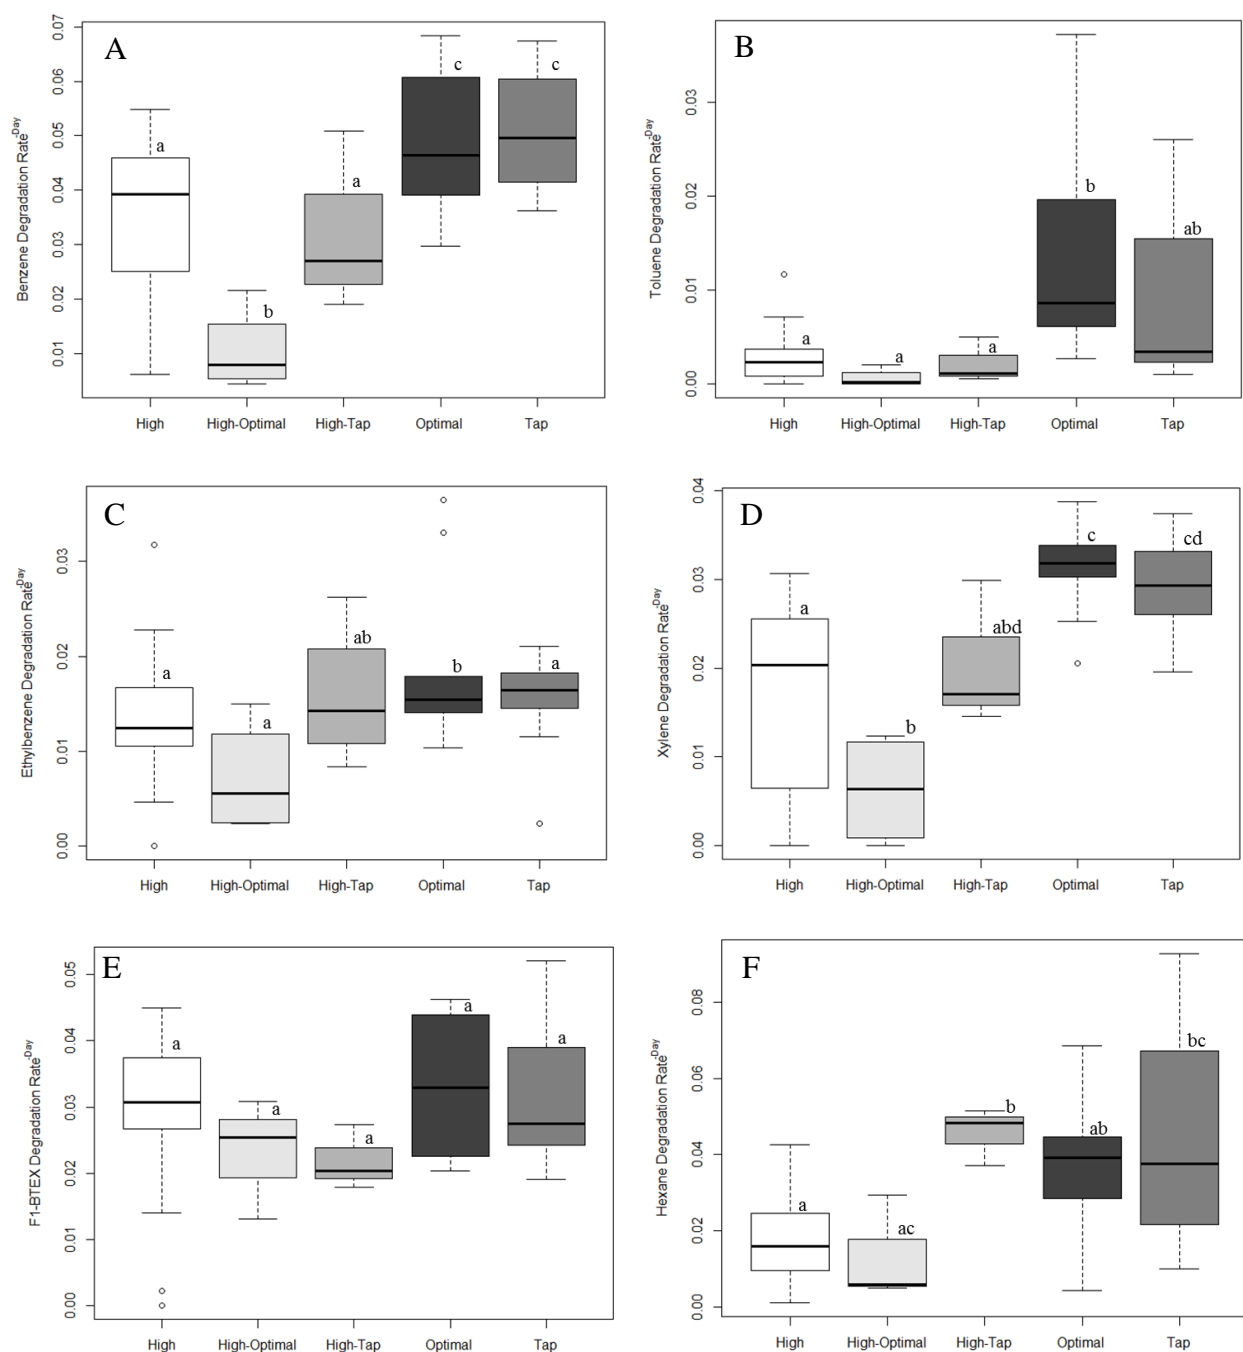 A
Benzene Degradation Rate-Day
0.01 0.02 0.03 0.04 0.05 0.06 0.07
a b a c c
High High-Optimal High-Tap Optimal Tap
B
Toluene Degradation Rate-Day
0.00 0.01 0.02 0.03
a a a b ab
High High-Optimal High-Tap Optimal Tap
C
Ethylbenzene Degradation Rate-Day
0.00 0.01 0.02 0.03
a a ab b a
High High-Optimal High-Tap Optimal Tap
D
Xylene Degradation Rate-Day
0.00 0.01 0.02 0.03 0.04
a b abd c cd
High High-Optimal High-Tap Optimal Tap
E
F1-BTEX Degradation Rate-Day
0.00 0.01 0.02 0.03 0.04 0.05
a a a a a
High High-Optimal High-Tap Optimal Tap
F
Hexane Degradation Rate-Day
0.00 0.02 0.04 0.06 0.08
a ac b ab bc
High High-Optimal High-Tap Optimal Tap